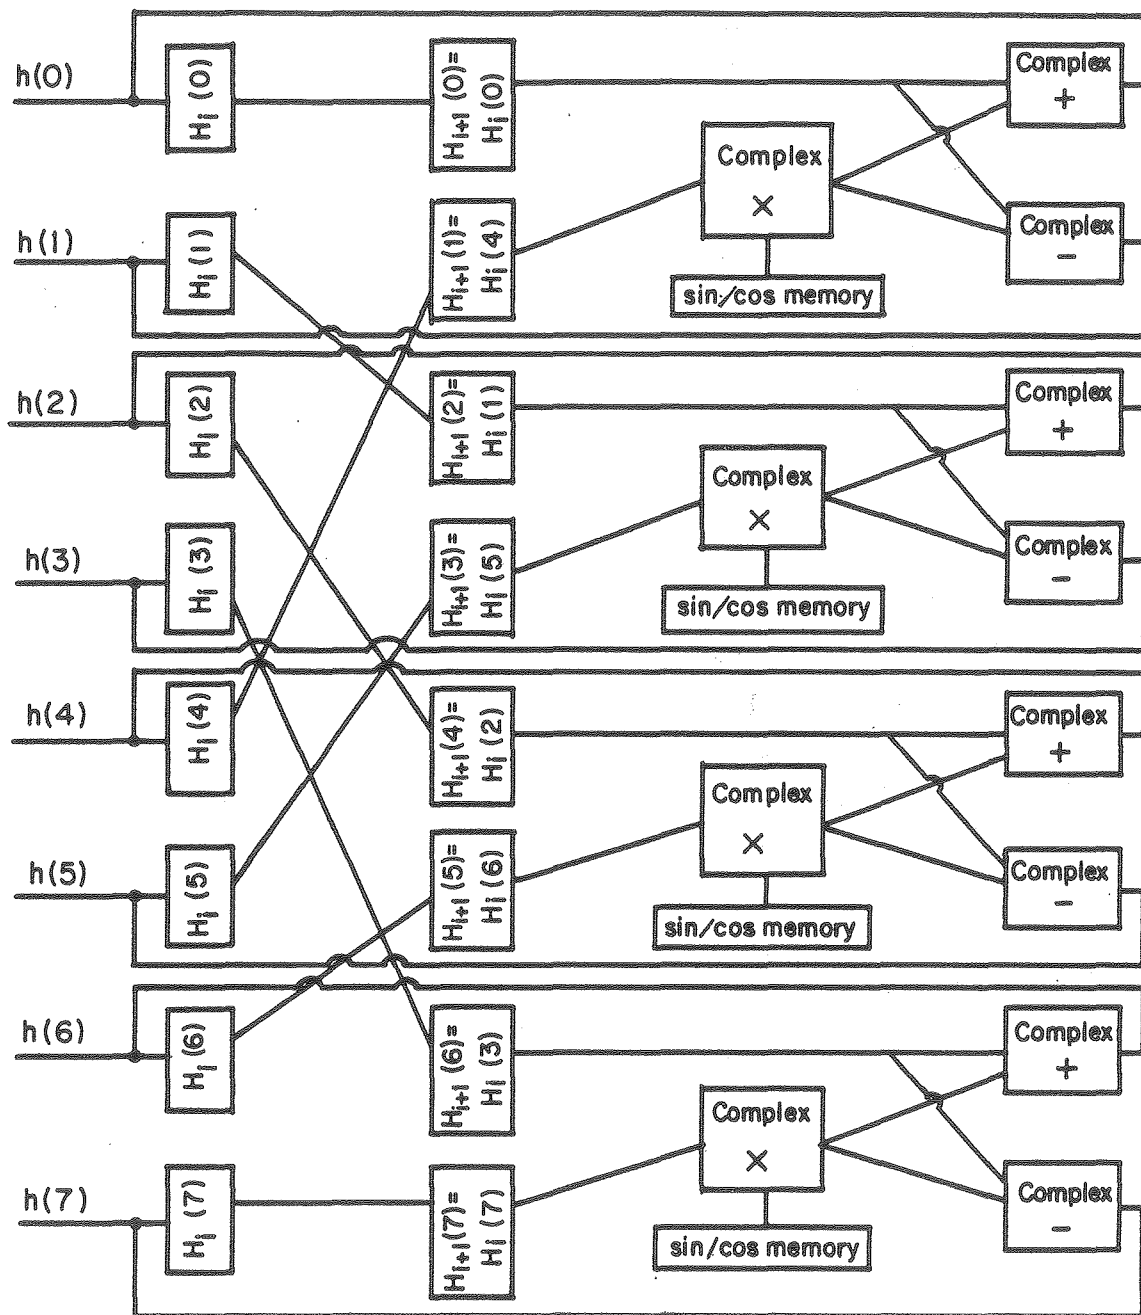 h(0)
H_i (0)
H_{i+1} (0)=
H_i (0)
Complex
+
Complex
×
sin/cos memory
Complex
−
h(1)
H_i (1)
H_{i+1} (1)=
H_i (4)
h(2)
H_i (2)
H_{i+1} (2)=
H_i (1)
Complex
+
Complex
×
sin/cos memory
Complex
−
h(3)
H_i (3)
H_{i+1} (3)=
H_i (5)
h(4)
H_i (4)
H_{i+1} (4)=
H_i (2)
Complex
+
Complex
×
sin/cos memory
Complex
−
h(5)
H_i (5)
H_{i+1} (5)=
H_i (6)
h(6)
H_i (6)
H_{i+1} (6)=
H_i (3)
Complex
+
Complex
×
sin/cos memory
Complex
−
h(7)
H_i (7)
H_{i+1} (7)=
H_i (7)